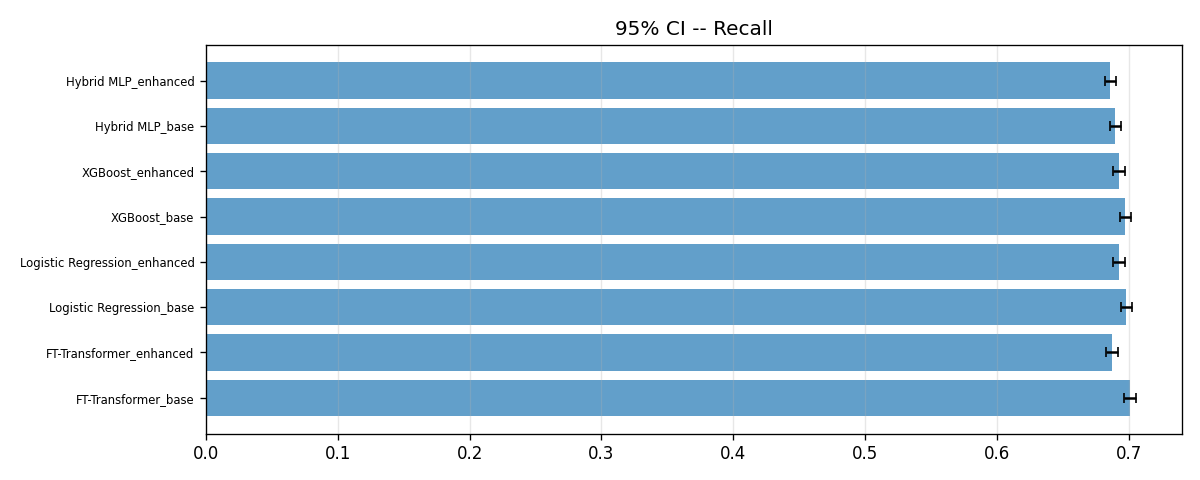 95% CI -- Recall
Hybrid MLP_enhanced
Hybrid MLP_base
XGBoost_enhanced
XGBoost_base
Logistic Regression_enhanced
Logistic Regression_base
FT-Transformer_enhanced
FT-Transformer_base
0.0 0.1 0.2 0.3 0.4 0.5 0.6 0.7